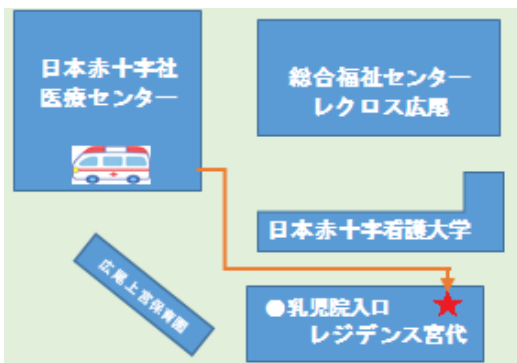 日本赤十字社
医療センター
総合福祉センター
レクロス広尾
日本赤十字看護大学
広尾上宮保育園
●乳児院入口
レジデンス宮代